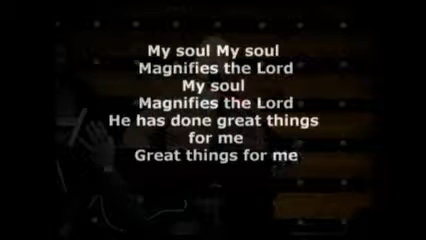 My soul My soul
Magnifies the Lord
My soul
Magnifies the Lord
He has done great things
for me
Great things for me